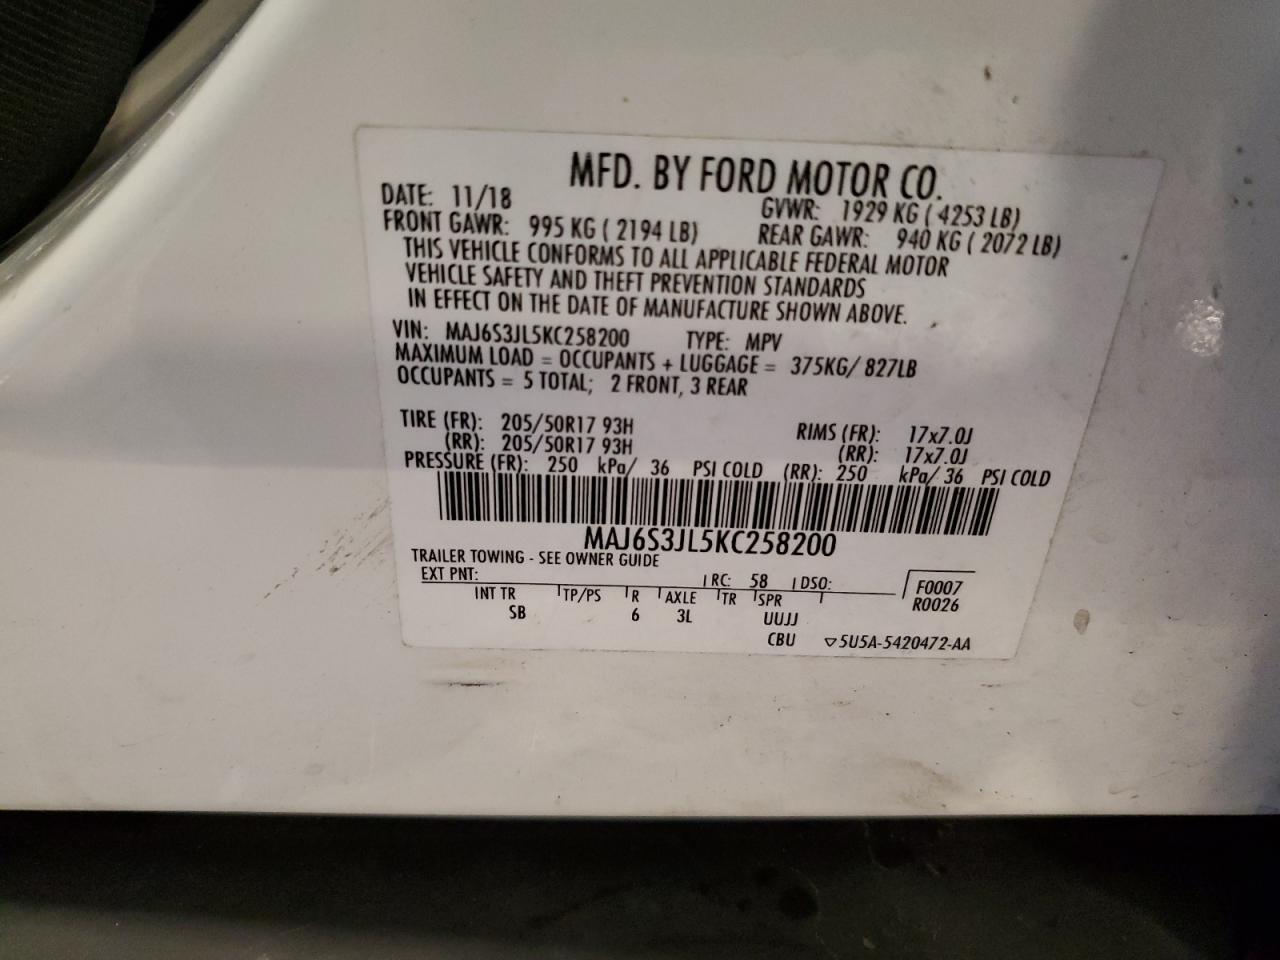 MFD. BY FORD MOTOR CO.
DATE: 11/18 GVWR: 1929 KG ( 4253 LB)
FRONT GAWR: 995 KG ( 2194 LB) REAR GAWR: 940 KG ( 2072 LB)
THIS VEHICLE CONFORMS TO ALL APPLICABLE FEDERAL MOTOR
VEHICLE SAFETY AND THEFT PREVENTION STANDARDS
IN EFFECT ON THE DATE OF MANUFACTURE SHOWN ABOVE.
VIN: MAJ6S3JL5KC258200 TYPE: MPV
MAXIMUM LOAD = OCCUPANTS + LUGGAGE = 375KG/ 827LB
OCCUPANTS = 5 TOTAL; 2 FRONT, 3 REAR
TIRE (FR): 205/50R17 93H RIMS (FR): 17x7.0J
(RR): 205/50R17 93H (RR): 17x7.0J
PRESSURE (FR): 250 kPa/ 36 PSI COLD (RR): 250 kPa/ 36 PSI COLD
MAJ6S3JL5KC258200
TRAILER TOWING - SEE OWNER GUIDE
EXT PNT: RC: 58 DSO: F0007
INT TR TP/PS R AXLE TR SPR R0026
SB 6 3L UUJJ
CBU ▽5U5A-5420472-AA